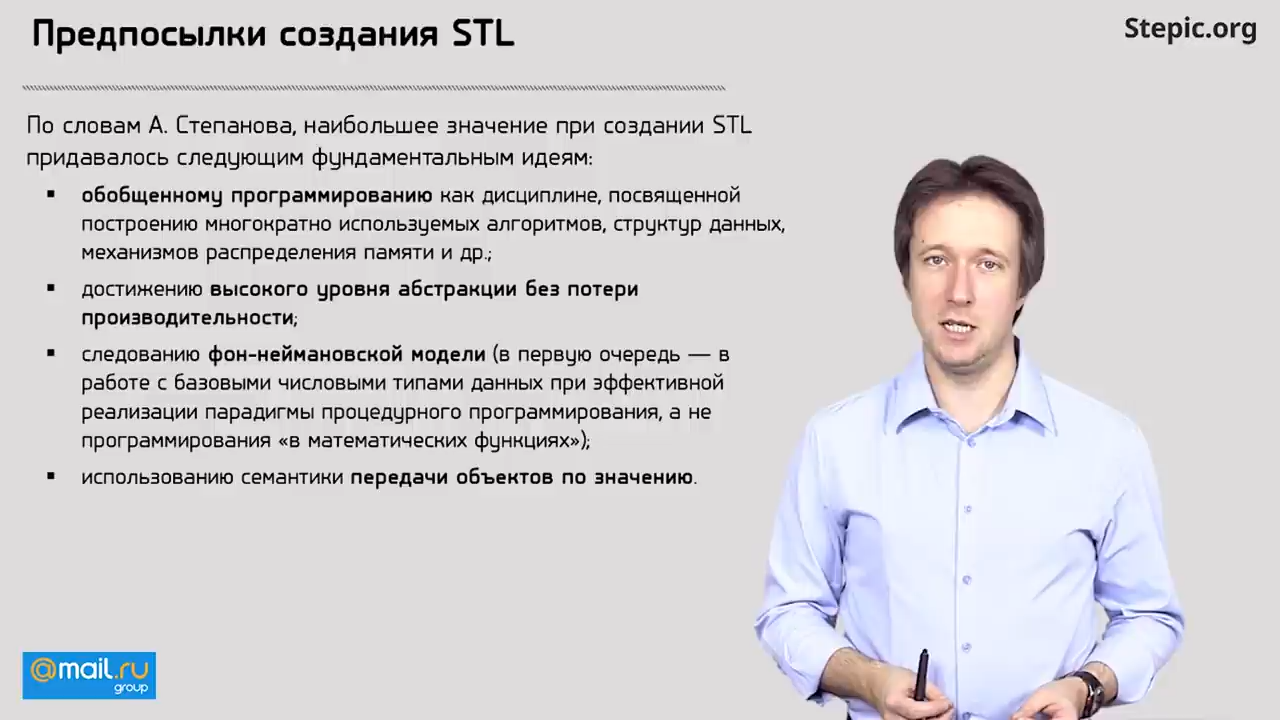 Предпосылки создания STL
Stepic.org
По словам А. Степанова, наибольшее значение при создании STL
придавалось следующим фундаментальным идеям:
▪ обобщенному программированию как дисциплине, посвященной
построению многократно используемых алгоритмов, структур данных,
механизмов распределения памяти и др.;
▪ достижению высокого уровня абстракции без потери
производительности;
▪ следованию фон-неймановской модели (в первую очередь — в
работе с базовыми числовыми типами данных при эффективной
реализации парадигмы процедурного программирования, а не
программирования «в математических функциях»);
▪ использованию семантики передачи объектов по значению.
@mail.ru
group